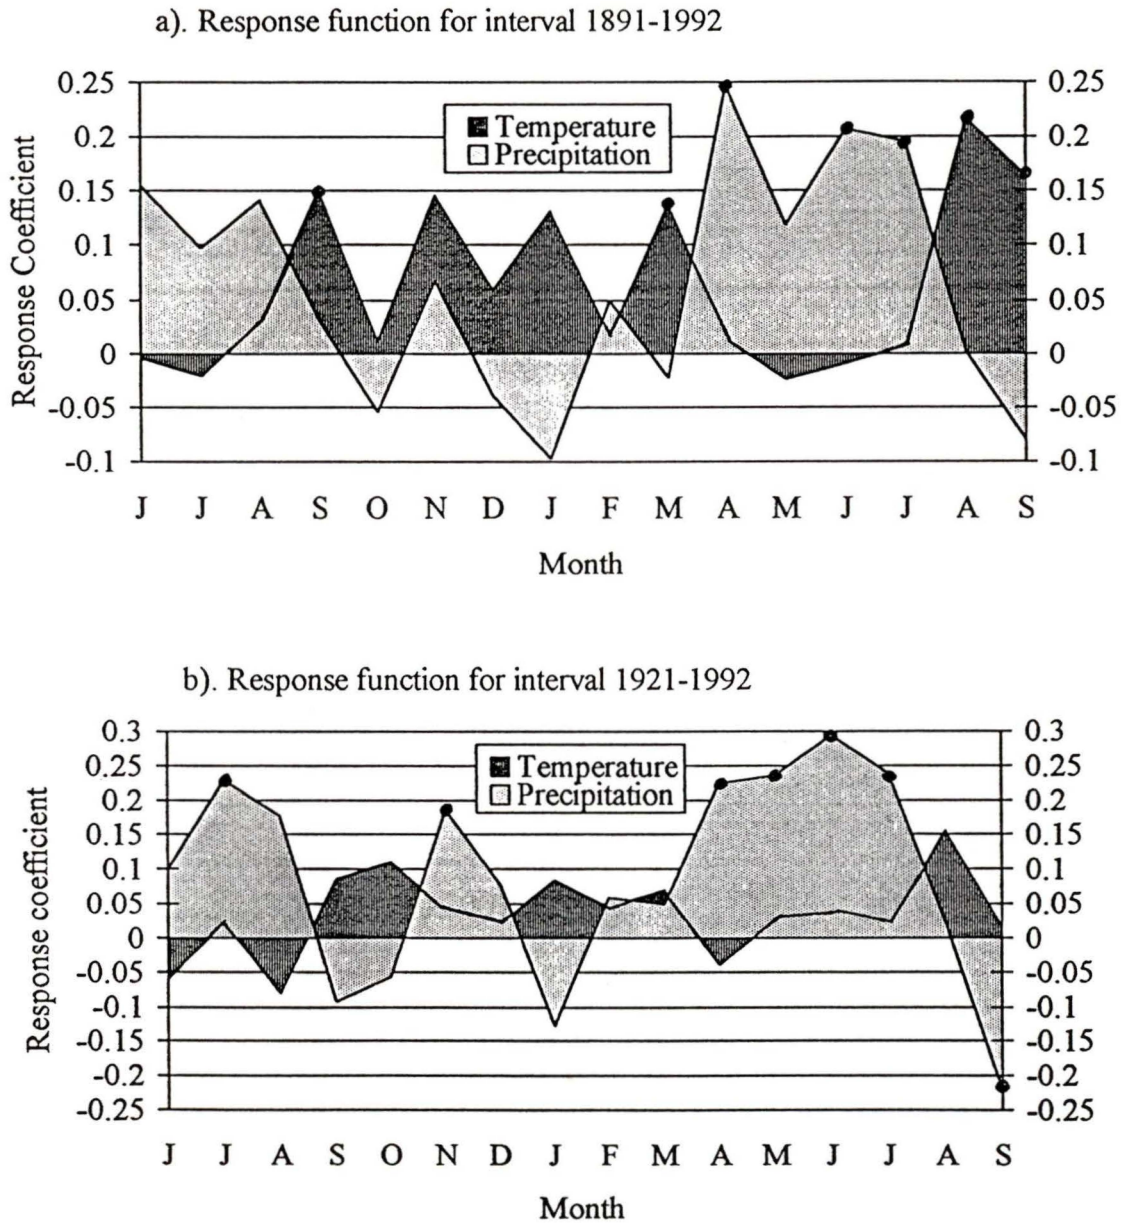 a). Response function for interval 1891-1992
0.25 0.25
0.2 0.2
0.15 0.15
0.1 0.1
0.05 0.05
0 0
-0.05 -0.05
-0.1 -0.1
Response Coefficient
Temperature
Precipitation
J J A S O N D J F M A M J J A S
Month
b). Response function for interval 1921-1992
0.3 0.3
0.25 0.25
0.2 0.2
0.15 0.15
0.1 0.1
0.05 0.05
0 0
-0.05 -0.05
-0.1 -0.1
-0.15 -0.15
-0.2 -0.2
-0.25 -0.25
Response coefficient
Temperature
Precipitation
J J A S O N D J F M A M J J A S
Month